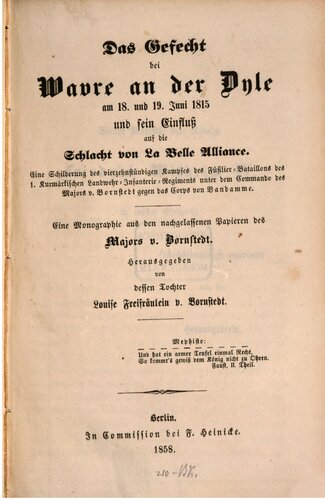 Das Gefecht
bei
Wavre an der Dyle
am 18. und 19. Juni 1815
und sein Einfluß
auf die
Schlacht von La Belle Alliance.
Eine Schilderung des vierzehnstündigen Kampfes des Füsilier-Bataillons des
1. Kurmärkischen Landwehr-Infanterie-Regiments unter dem Commando des
Majors v. Bornstedt gegen das Corps von Vandamme.
Eine Monographie aus den nachgelassenen Papieren des
Majors v. Bornstedt.
Herausgegeben
von
dessen Tochter
Louise Freifräulein v. Bornstedt.
Mephisto:
Und hat ein armer Teufel einmal Recht,
So kommt's gewiß dem König nicht zu Ohren.
Faust, II. Theil.
Berlin.
In Commission bei F. Heinicke.
1858.